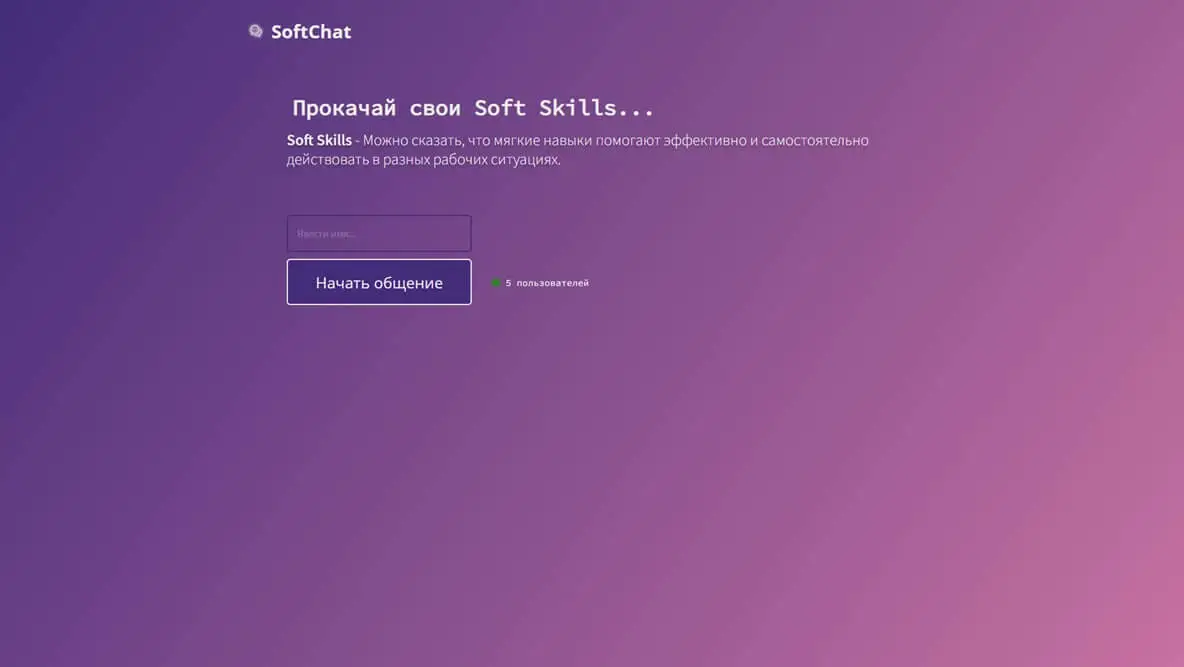 SoftChat
Прокачай свои Soft Skills...
Soft Skills - Можно сказать, что мягкие навыки помогают эффективно и самостоятельно
действовать в разных рабочих ситуациях.
Ввести имя...
Начать общение
5 пользователей